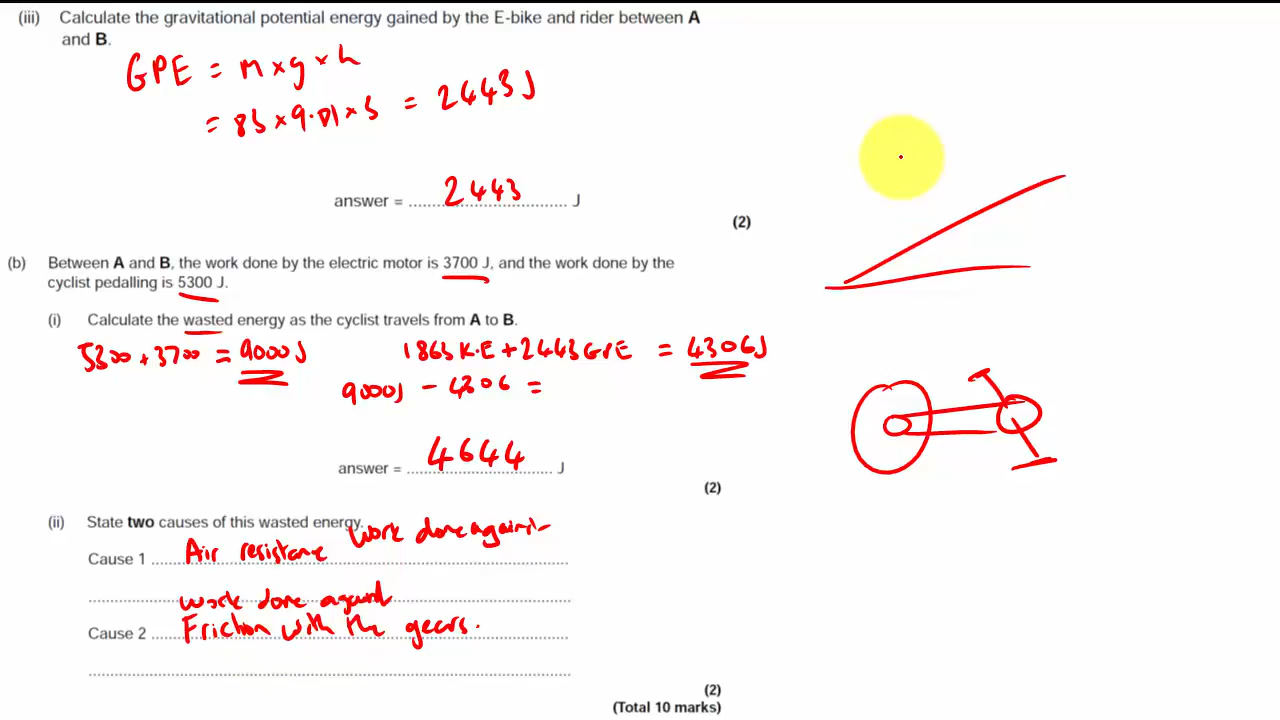 (iii) Calculate the gravitational potential energy gained by the E-bike and rider between A
and B.
GPE = m × g × h
= 85 × 9.81 × 3 = 2443 J
answer = 2443 J
(2)
(b) Between A and B, the work done by the electric motor is 3700 J, and the work done by the
cyclist pedalling is 5300 J.
(i) Calculate the wasted energy as the cyclist travels from A to B.
5300 + 3700 = 9000J 1863 K.E + 2443 GPE = 4306J
9000J - 4306 =
answer = 4644 J
(2)
(ii) State two causes of this wasted energy.
work done against
Cause 1 Air resistance
work done against
Cause 2 Friction with the gears.
(2)
(Total 10 marks)